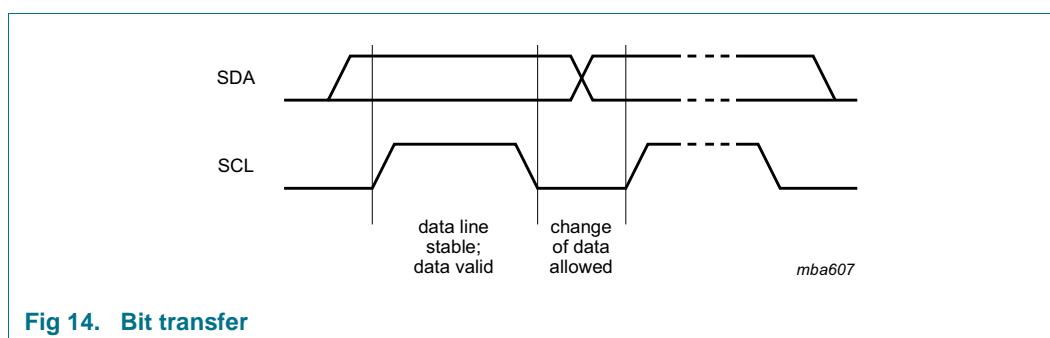 SDA
SCL
data line
stable;
data valid
change
of data
allowed
mba607
Fig 14. Bit transfer